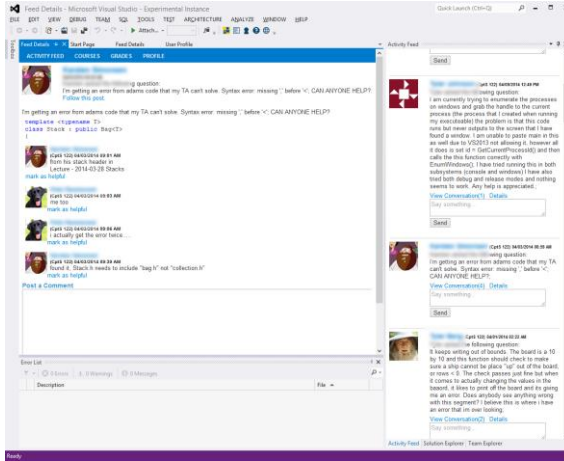 Feed Details - Microsoft Visual Studio - Experimental Instance
Quick Launch (Ctrl+Q)
FILE EDIT VIEW DEBUG TEAM SQL TOOLS TEST ARCHITECTURE ANALYZE WINDOW HELP
Attach...
Toolbox
Feed Details Start Page Feed Details User Profile
ACTIVITY FEED COURSES GRADES PROFILE
question:
I'm getting an error from adams code that my TA can't solve. Syntax error: missing ',' before '<'. CAN ANYONE HELP?
Follow this post
I'm getting an error from adams code that my TA can't solve. Syntax error: missing ',' before '<'. CAN ANYONE HELP?
template <typename T>
class Stack : public Bag<T>
(CptS 122) 04/03/2014 09:01 AM
from his stack header in
Lecture - 2014-03-28 Stacks
mark as helpful
(CptS 122) 04/03/2014 09:03 AM
me too
mark as helpful
(CptS 122) 04/03/2014 09:06 AM
i actually get the error twice....
mark as helpful
(CptS 122) 04/03/2014 09:39 AM
found it, Stack.h needs to include "bag.h" not "collection.h"
mark as helpful
Post a Comment
Error List
0 Errors 0 Warnings 0 Messages
Description File
Activity Feed
Send
(CptS 122) 04/09/2014 12:49 PM
wing question:
I am currently trying to enumerate the processes
on windows and grab the handle to the current
process (the process that I created when running
my executeable) the problem is that this code
runs but never outputs to the screen that I have
found a window. I am unable to paste main in this
as well due to VS2013 not allowing it, however all
it does is set id = GetCurrentProcessId() and then
calls the this function correctly with
EnumWindows(). I have tried running this in both
subsystems (console and windows) I have also
tried both debug and release modes and nothing
seems to work. Any help is appreciated..
View Conversation(1) Details
Say something...
Send
(CptS 122) 04/03/2014 08:58 AM
wing question:
I'm getting an error from adams code that my TA
can't solve. Syntax error: missing ',' before '<'.
CAN ANYONE HELP?
View Conversation(4) Details
Say something...
Send
(CptS 122) 04/01/2014 02:22 AM
e following question:
It keeps writing out of bounds. The board is a 10
by 10 and this function should check to make
sure a ship cannot be place "up" out of the board,
or rows < 0. The check passes just fine but when
it comes to actually changing the values in the
beaord, it likes to print off the board and its giving
me an error. Does anybody see anything wrong
with this segment? I believe this is where i have
an error that im over looking.
View Conversation(2) Details
Say something...
Send
Activity Feed Solution Explorer Team Explorer
Ready